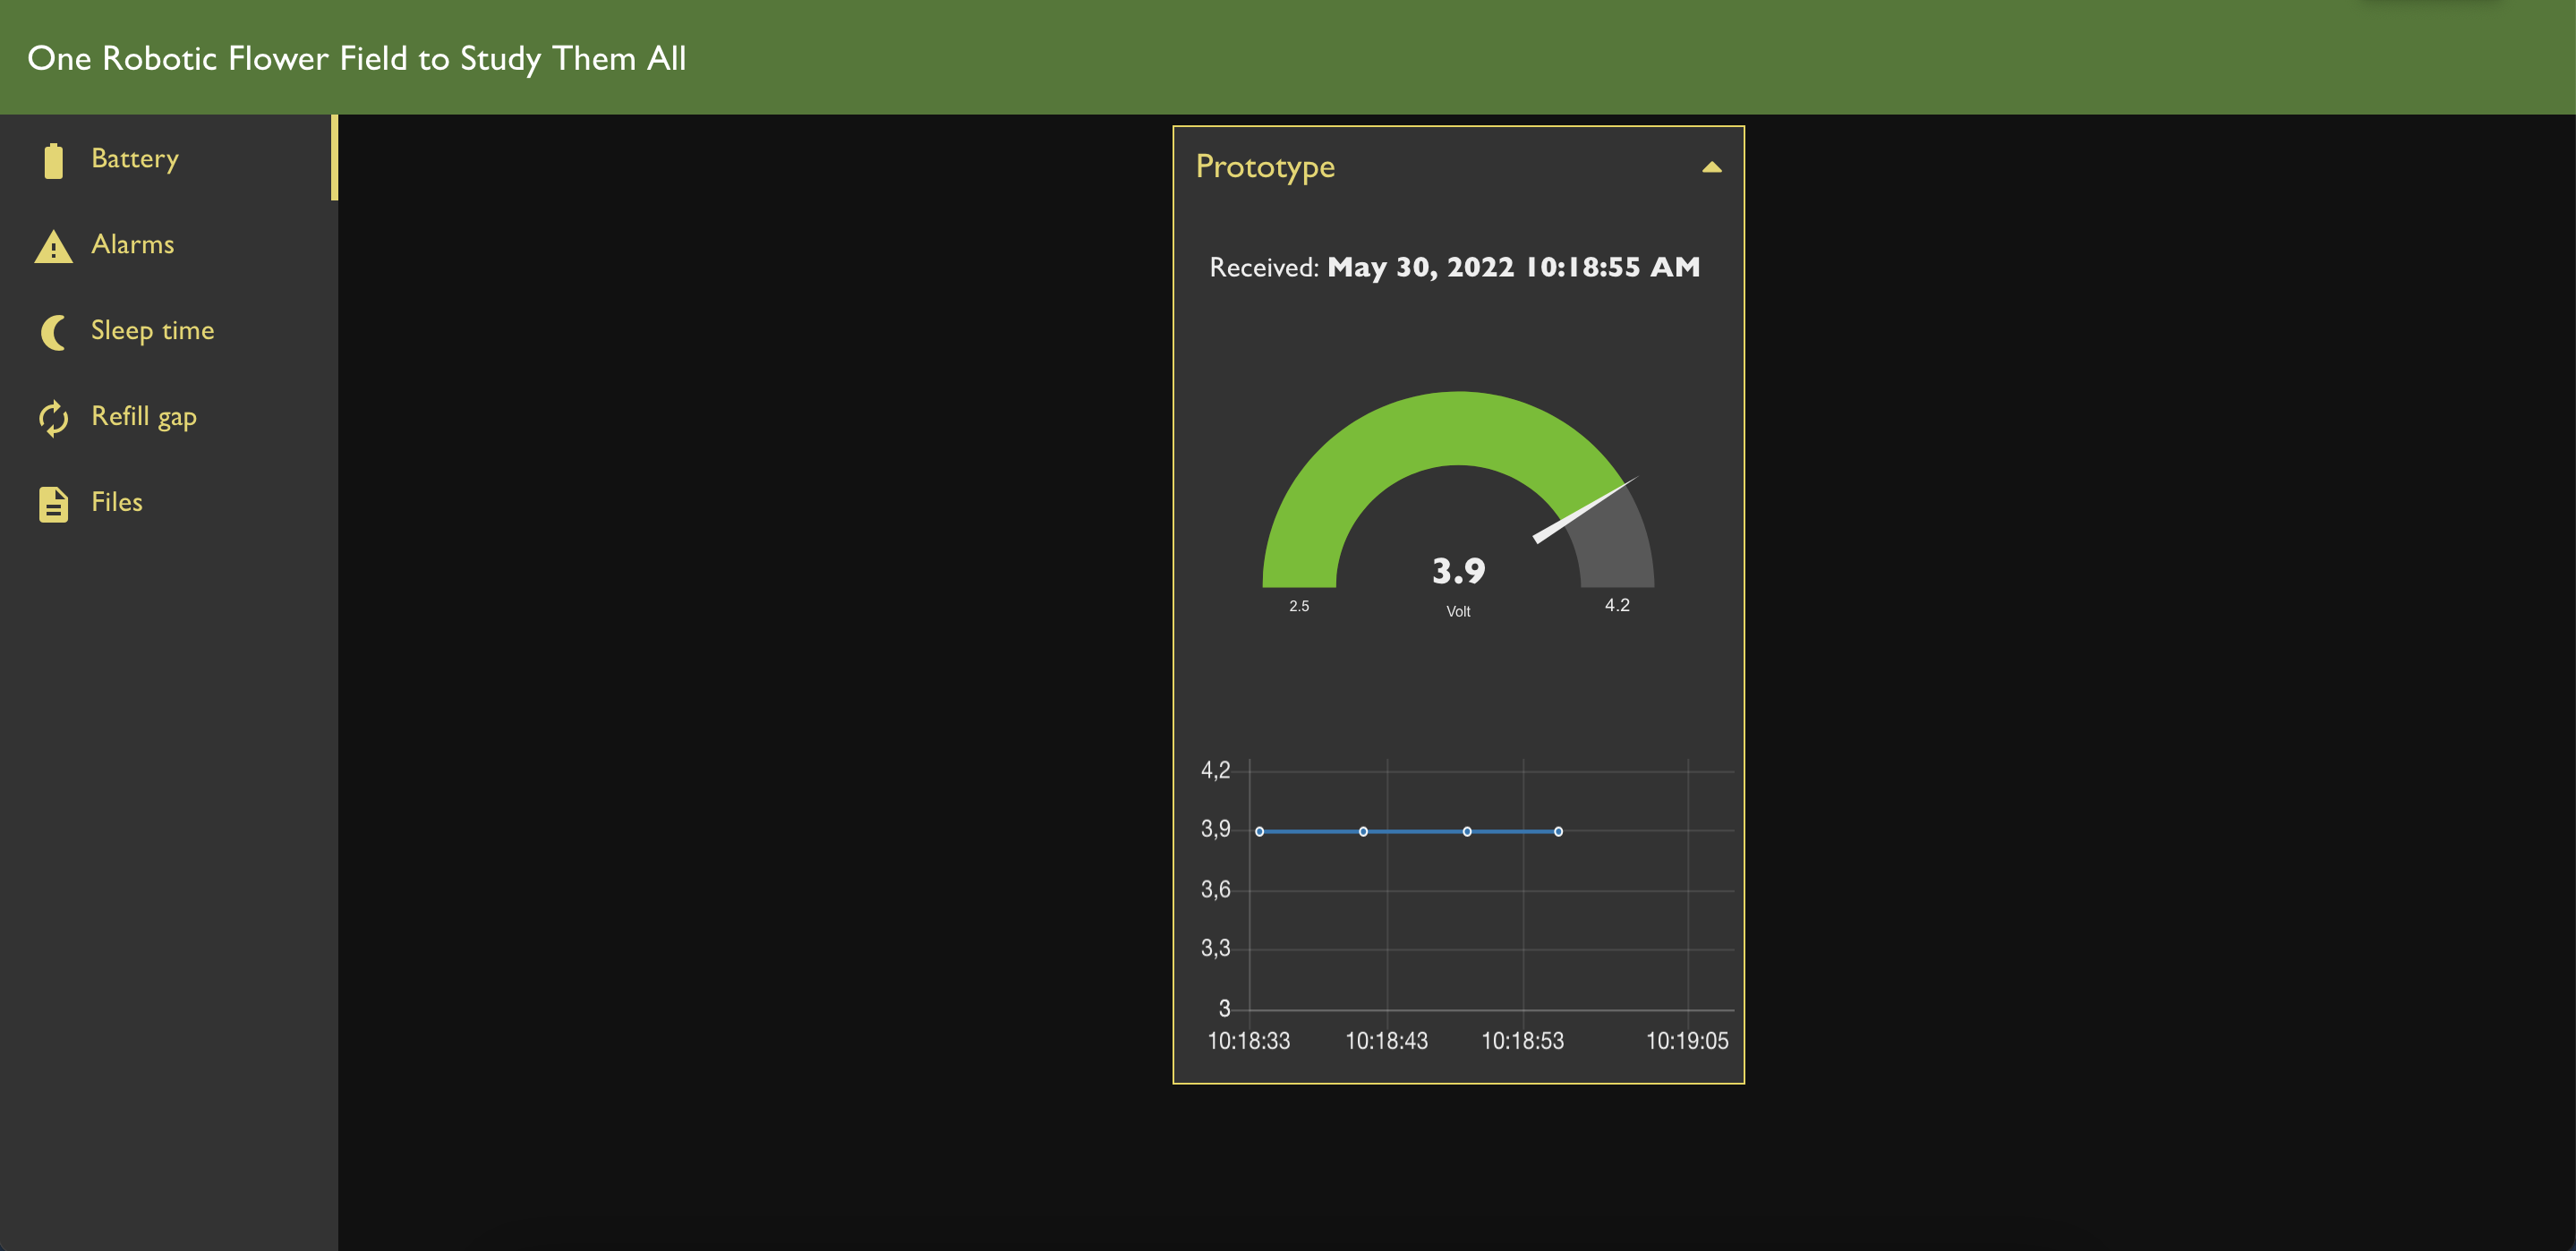 One Robotic Flower Field to Study Them All
Battery
Alarms
Sleep time
Refill gap
Files
Prototype
Received: May 30, 2022 10:18:55 AM
3.9
2.5
Volt
4.2
4,2
3,9
3,6
3,3
3
10:18:33 10:18:43 10:18:53 10:19:05